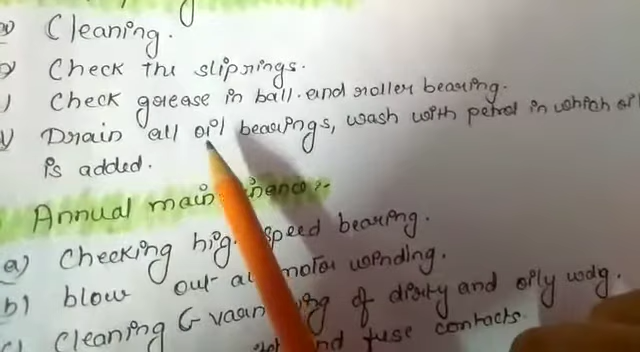 Cleaning.
Check the sliprings.
Check grease in ball and roller bearing.
Drain all oil bearings, wash with petrol in which oil
is added.
Annual main
a) Checking hig speed bearing.
b) blow out motor winding.
c) Cleaning & of dirty and oily wdg.
fuse contacts.